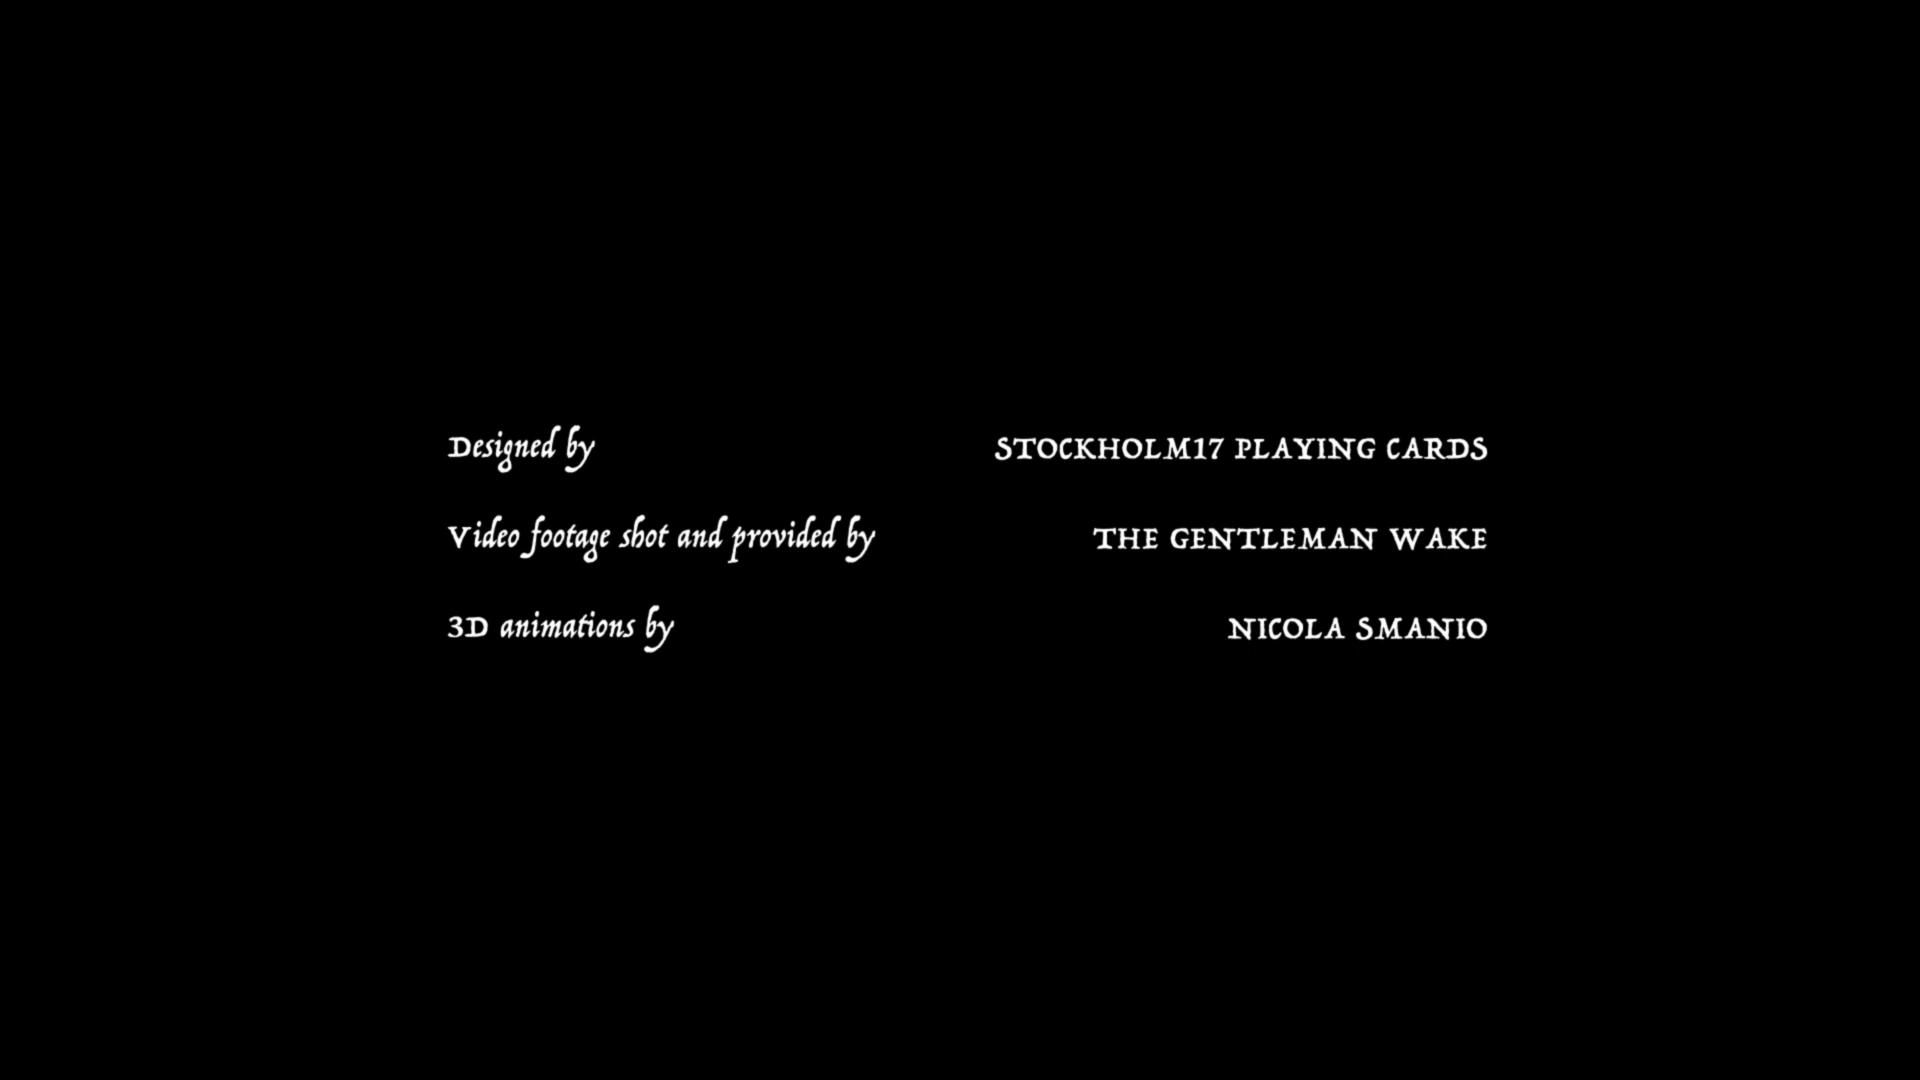 Designed by STOCKHOLM17 PLAYING CARDS
Video footage shot and provided by THE GENTLEMAN WAKE
3D animations by NICOLA SMANIO